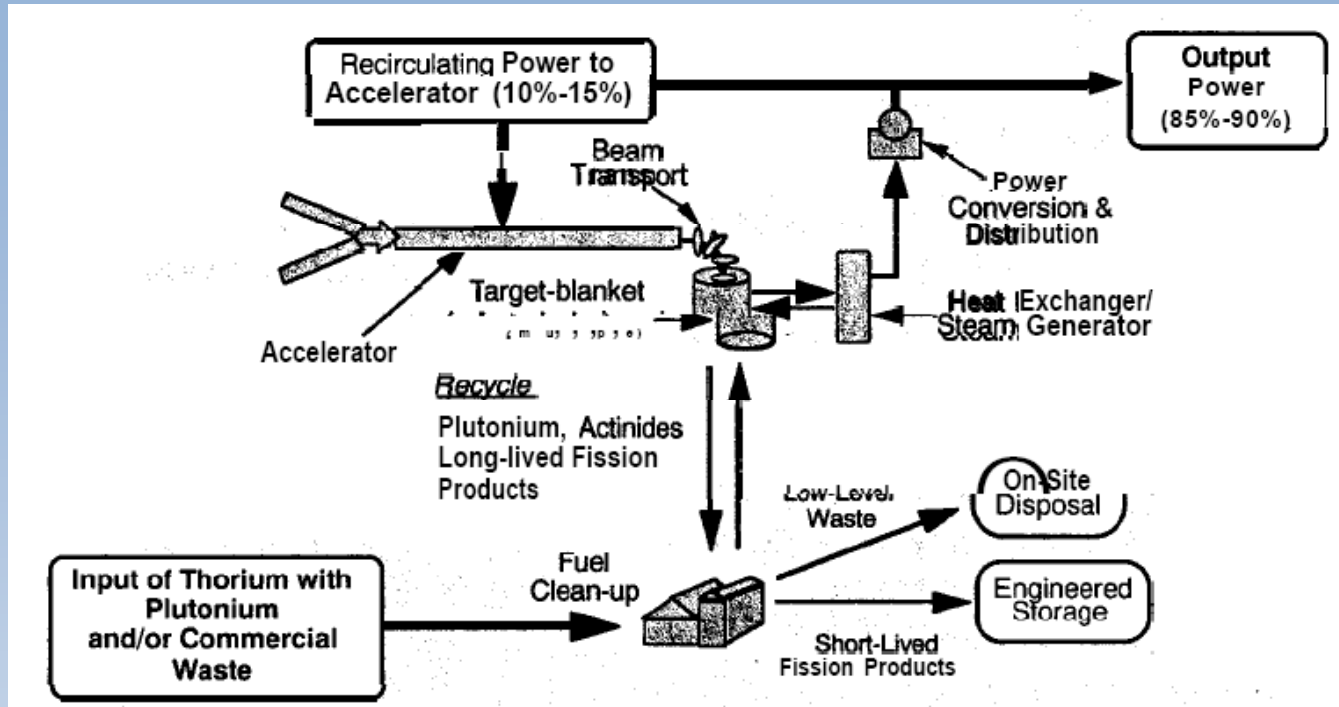 Recirculating Power to
Accelerator (10%-15%)
Output
Power
(85%-90%)
Beam
Transport
Power
Conversion &
Distribution
Target-blanket
Heat Exchanger/
Steam Generator
Accelerator
Recycle
Plutonium, Actinides
Long-lived Fission
Products
Low-Level
Waste
On-Site
Disposal
Fuel
Clean-up
Input of Thorium with
Plutonium
and/or Commercial
Waste
Engineered
Storage
Short-Lived
Fission Products